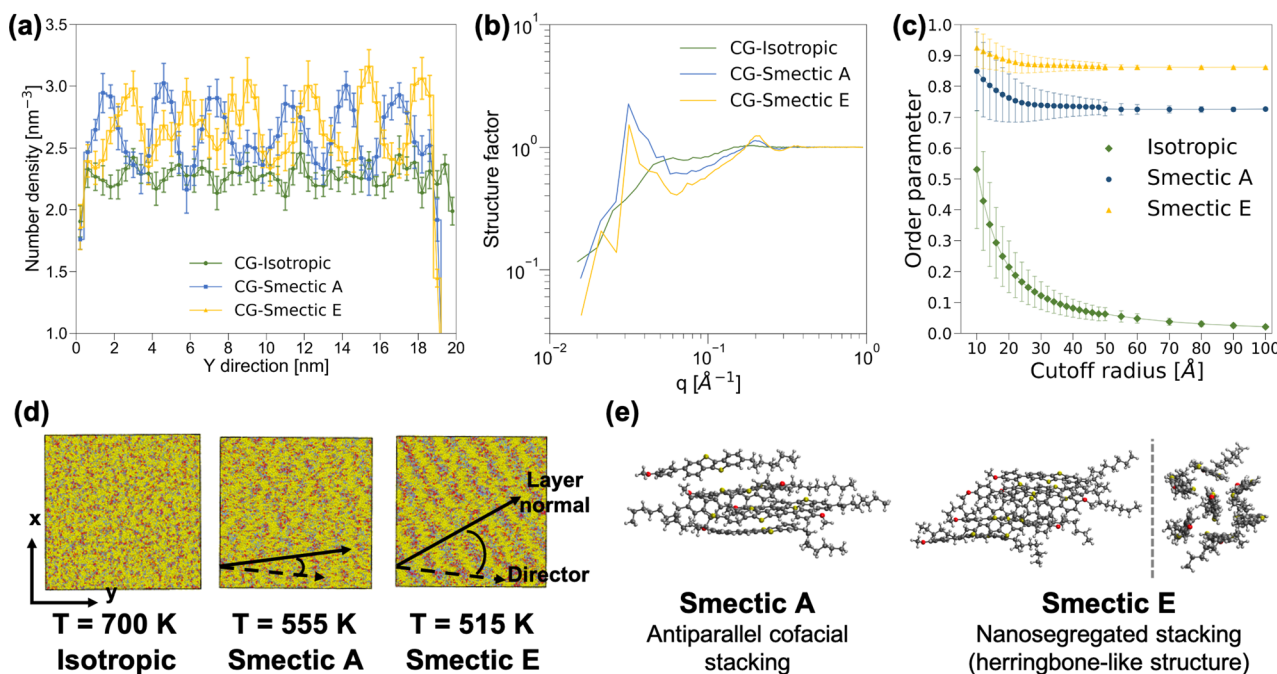 (a)
3.5
3.0
2.5
2.0
1.5
1.0
Number density [nm⁻³]
CG-Isotropic
CG-Smectic A
CG-Smectic E
0 2 4 6 8 10 12 14 16 18 20
Y direction [nm]
(b)
10¹
10⁰
10⁻¹
Structure factor
CG-Isotropic
CG-Smectic A
CG-Smectic E
10⁻² 10⁻¹ 10⁰
q [Å⁻¹]
(c)
1.0
0.9
0.8
0.7
0.6
0.5
0.4
0.3
0.2
0.1
0.0
Order parameter
Isotropic
Smectic A
Smectic E
10 20 30 40 50 60 70 80 90 100
Cutoff radius [Å]
(d)
x
y
Layer
normal
Director
T = 700 K
Isotropic
T = 555 K
Smectic A
T = 515 K
Smectic E
(e)
Smectic A
Antiparallel cofacial
stacking
Smectic E
Nanosegregated stacking
(herringbone-like structure)